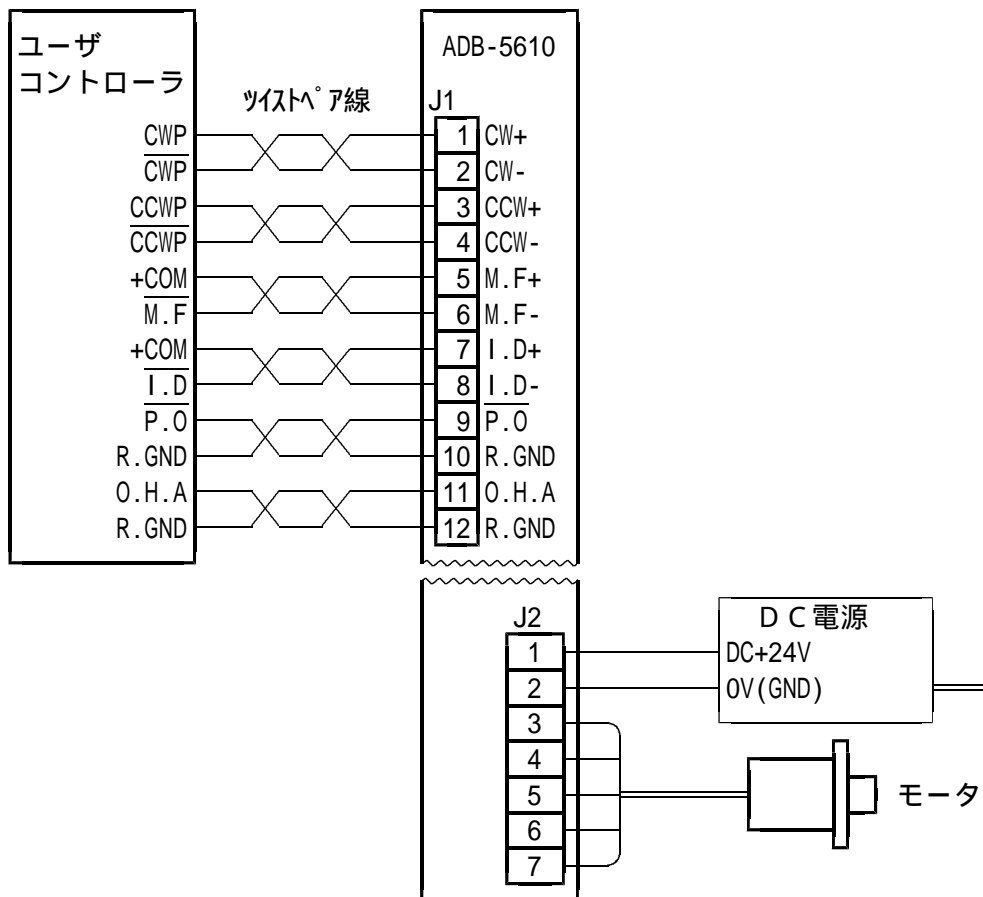 ユーザ
コントローラ
ADB-5610
ツイストペア線
J1
CWP 1 CW+
CWP 2 CW-
CCWP 3 CCW+
CCWP 4 CCW-
+COM 5 M.F+
M.F 6 M.F-
+COM 7 I.D+
I.D 8 I.D-
P.O 9 P.O
R.GND 10 R.GND
O.H.A 11 O.H.A
R.GND 12 R.GND
J2
DC電源
1 DC+24V
2 0V(GND)
3
4
5 モータ
6
7